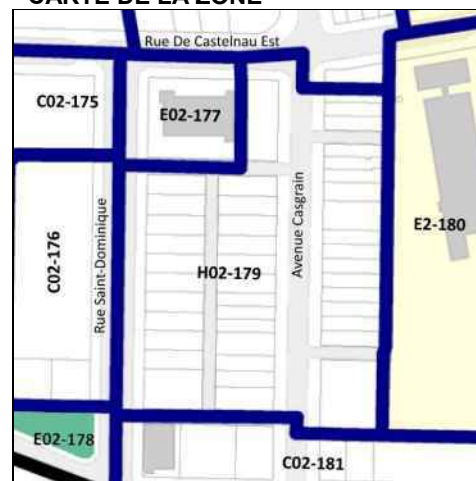 CARTE DE LA ZONE
Rue De Castelnau Est
C02-175
E02-177
C02-176
Rue Saint-Dominique
Avenue Casgrain
E2-180
H02-179
E02-178
C02-181